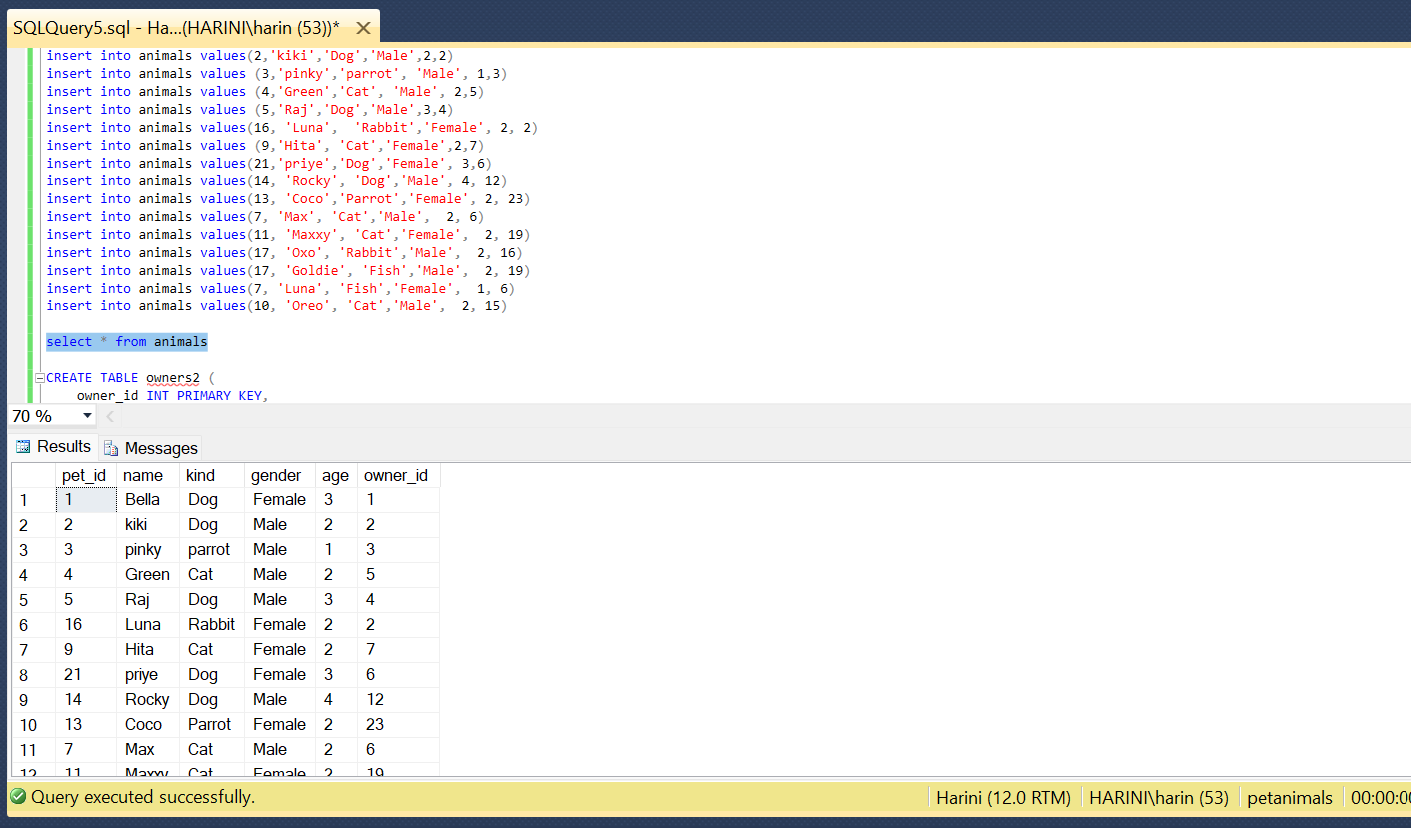 SQLQuery5.sql - Ha...(HARINI\harin (53))*
insert into animals values(2,'kiki','Dog','Male',2,2)
insert into animals values (3,'pinky','parrot', 'Male', 1,3)
insert into animals values (4,'Green','Cat', 'Male', 2,5)
insert into animals values (5,'Raj','Dog','Male',3,4)
insert into animals values(16, 'Luna',  'Rabbit','Female', 2, 2)
insert into animals values (9,'Hita', 'Cat','Female',2,7)
insert into animals values(21,'priye','Dog','Female', 3,6)
insert into animals values(14, 'Rocky', 'Dog','Male', 4, 12)
insert into animals values(13, 'Coco','Parrot','Female', 2, 23)
insert into animals values(7, 'Max', 'Cat','Male',  2, 6)
insert into animals values(11, 'Maxxy', 'Cat','Female',  2, 19)
insert into animals values(17, 'Oxo', 'Rabbit','Male',  2, 16)
insert into animals values(17, 'Goldie', 'Fish','Male',  2, 19)
insert into animals values(7, 'Luna', 'Fish','Female',  1, 6)
insert into animals values(10, 'Oreo', 'Cat','Male',  2, 15)
select * from animals
CREATE TABLE owners2 (
owner_id INT PRIMARY KEY,
70 %
Results Messages
pet_id name kind gender age owner_id
1 1 Bella Dog Female 3 1
2 2 kiki Dog Male 2 2
3 3 pinky parrot Male 1 3
4 4 Green Cat Male 2 5
5 5 Raj Dog Male 3 4
6 16 Luna Rabbit Female 2 2
7 9 Hita Cat Female 2 7
8 21 priye Dog Female 3 6
9 14 Rocky Dog Male 4 12
10 13 Coco Parrot Female 2 23
11 7 Max Cat Male 2 6
12 11 Maxxy Cat Female 2 19
Query executed successfully. Harini (12.0 RTM) HARINI\harin (53) petanimals 00:00:0